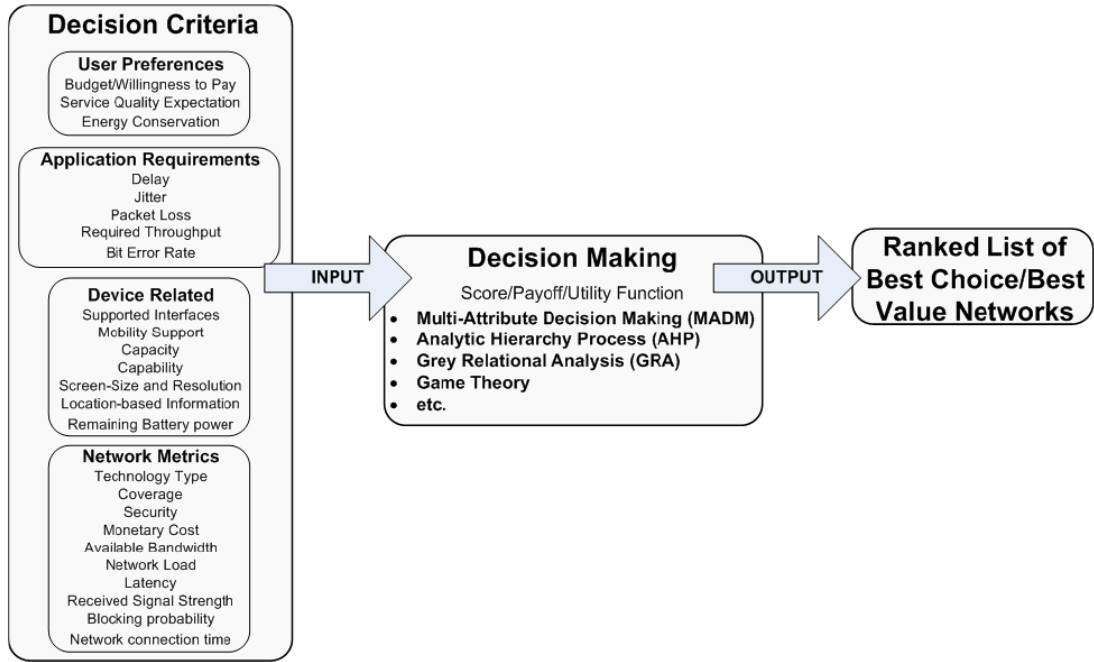 Decision Criteria
User Preferences
Budget/Willingness to Pay
Service Quality Expectation
Energy Conservation
Application Requirements
Delay
Jitter
Packet Loss
Required Throughput
Bit Error Rate
Device Related
Supported Interfaces
Mobility Support
Capacity
Capability
Screen-Size and Resolution
Location-based Information
Remaining Battery power
Network Metrics
Technology Type
Coverage
Security
Monetary Cost
Available Bandwidth
Network Load
Latency
Received Signal Strength
Blocking probability
Network connection time
INPUT
Decision Making
Score/Payoff/Utility Function
• Multi-Attribute Decision Making (MADM)
• Analytic Hierarchy Process (AHP)
• Grey Relational Analysis (GRA)
• Game Theory
• etc.
OUTPUT
Ranked List of
Best Choice/Best
Value Networks